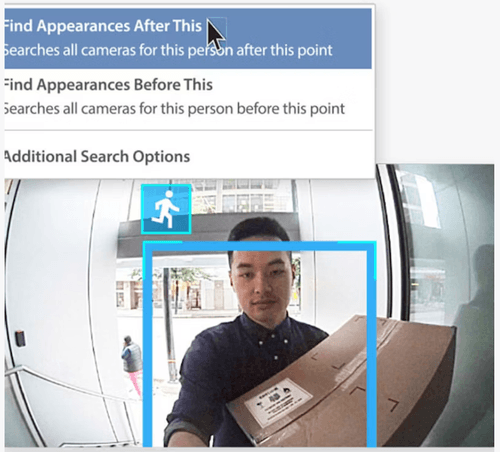 Find Appearances After This
Searches all cameras for this person after this point
Find Appearances Before This
Searches all cameras for this person before this point
Additional Search Options